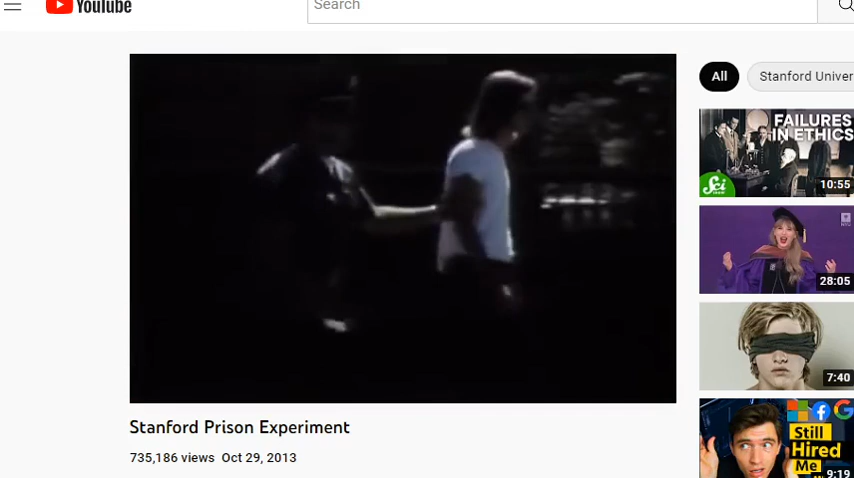 YouTube
Search
All
Stanford Univer
FAILURES
IN ETHICS
Sci
10:55
NYU
28:05
7:40
Still
Hired
Me
9:19
Stanford Prison Experiment
735,186 views Oct 29, 2013